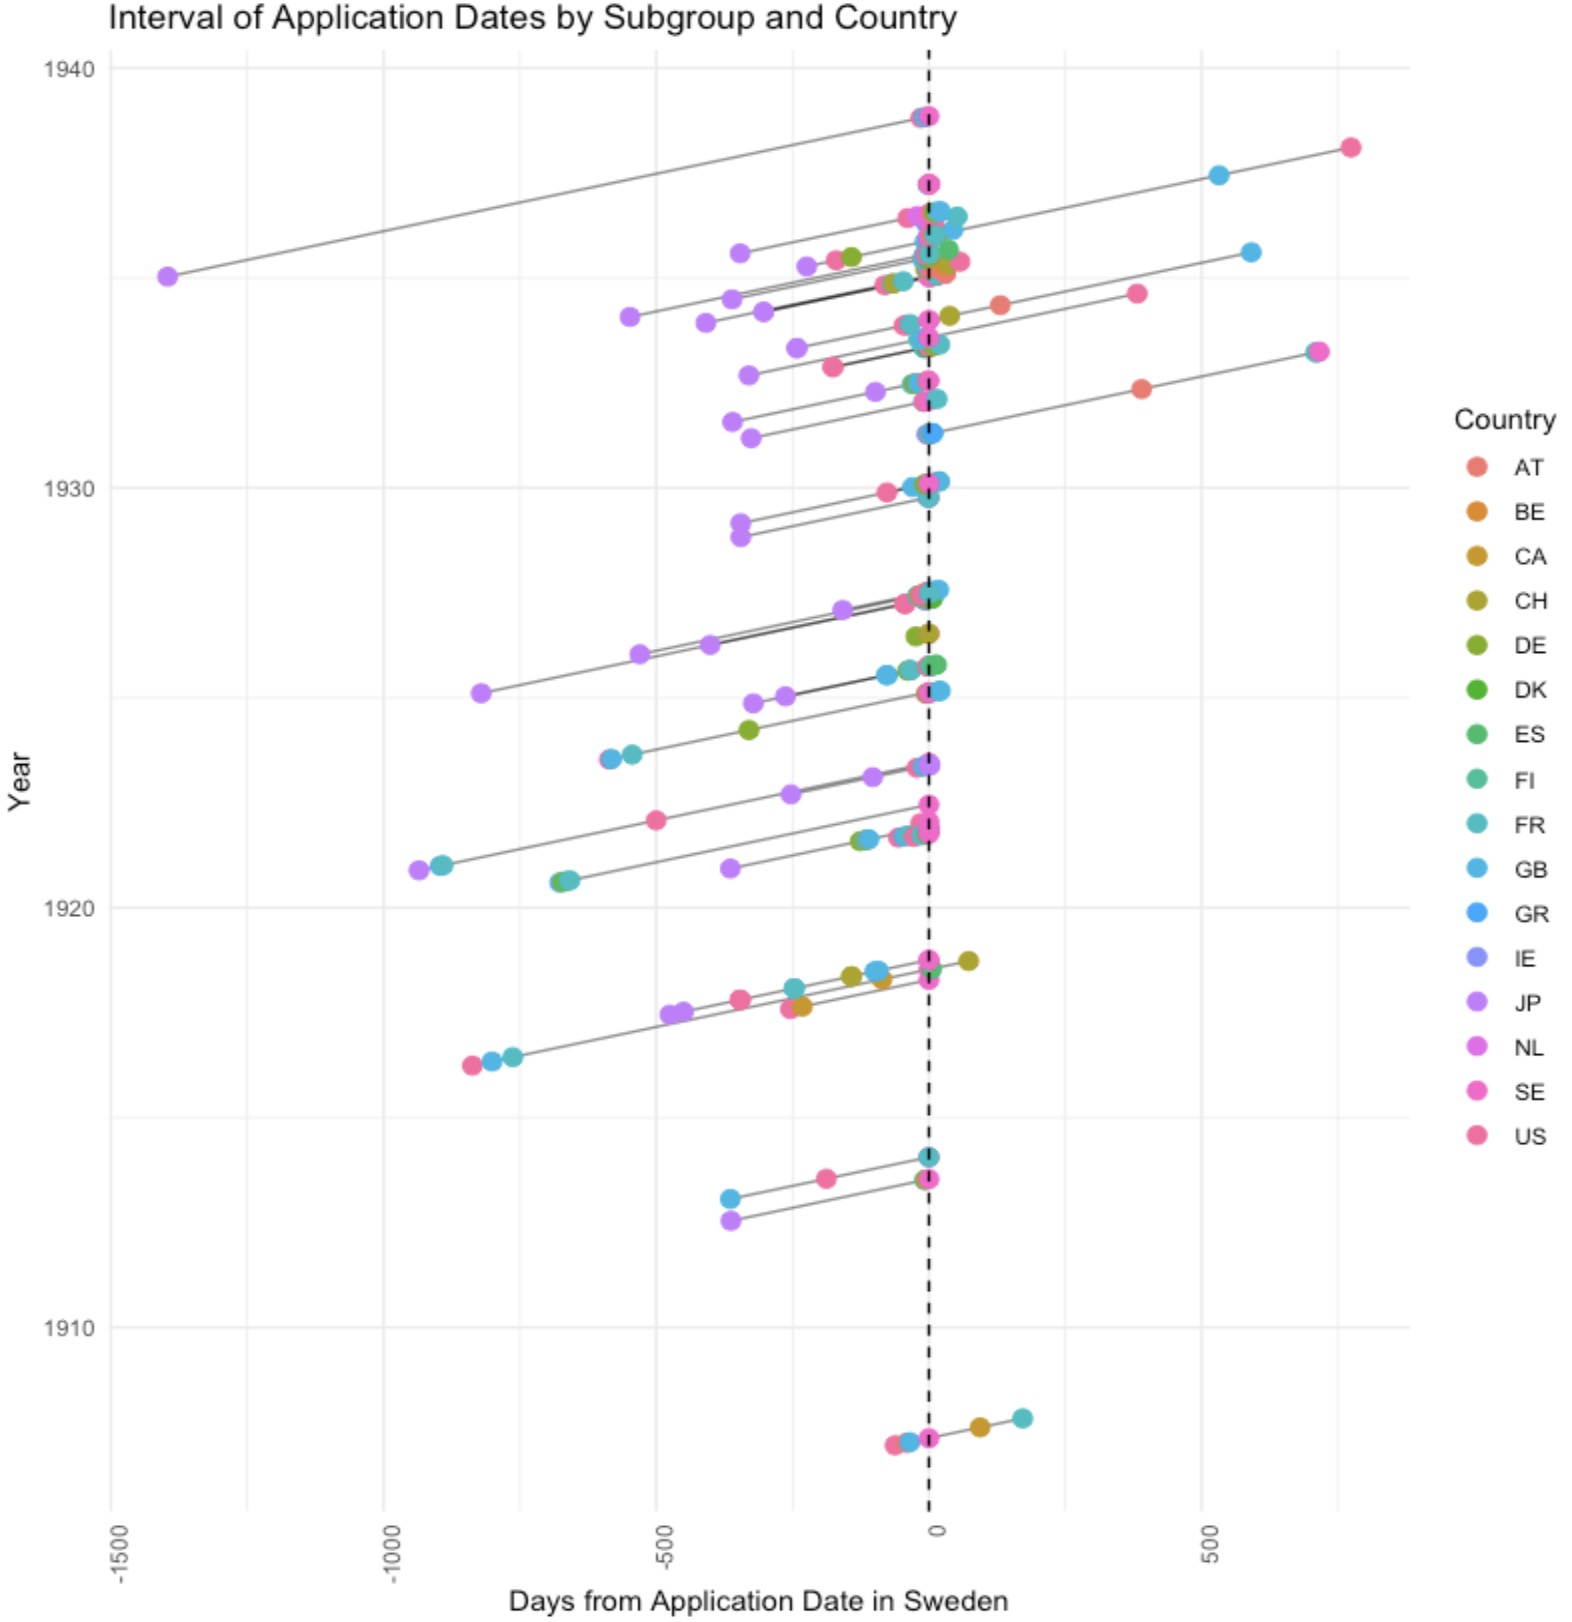 Interval of Application Dates by Subgroup and Country
1940
1930
1920
1910
Year
-1500
-1000
-500
0
500
Days from Application Date in Sweden
Country
AT
BE
CA
CH
DE
DK
ES
FI
FR
GB
GR
IE
JP
NL
SE
US